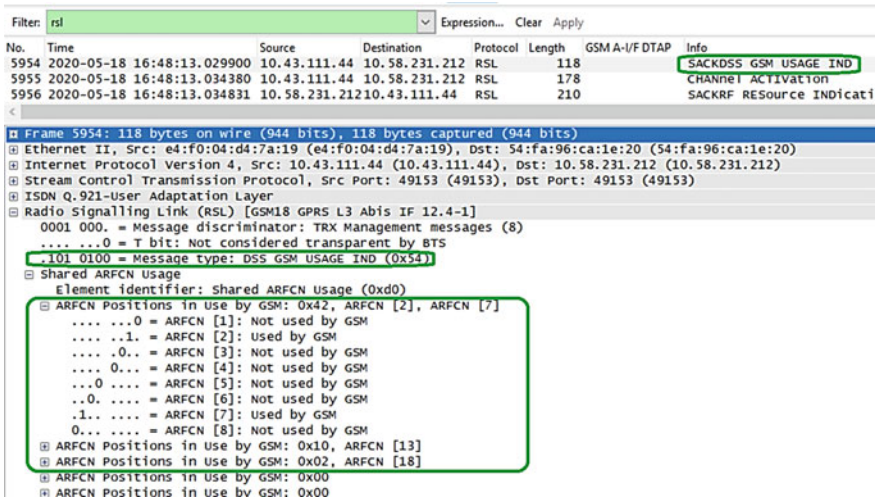 Filter: rsl Expression... Clear Apply
No. Time Source Destination Protocol Length GSM A-I/F DTAP Info
5954 2020-05-18 16:48:13.029900 10.43.111.44 10.58.231.212 RSL 118 SACKDSS GSM USAGE IND
5955 2020-05-18 16:48:13.034380 10.43.111.44 10.58.231.212 RSL 178 CHANnel ACTIVation
5956 2020-05-18 16:48:13.034831 10.58.231.212 10.43.111.44 RSL 210 SACKRF RESource INDicati
Frame 5954: 118 bytes on wire (944 bits), 118 bytes captured (944 bits)
Ethernet II, Src: e4:f0:04:d4:7a:19 (e4:f0:04:d4:7a:19), Dst: 54:fa:96:ca:1e:20 (54:fa:96:ca:1e:20)
Internet Protocol Version 4, Src: 10.43.111.44 (10.43.111.44), Dst: 10.58.231.212 (10.58.231.212)
Stream Control Transmission Protocol, Src Port: 49153 (49153), Dst Port: 49153 (49153)
ISDN Q.921-User Adaptation Layer
Radio Signalling Link (RSL) [GSM18 GPRS L3 Abis IF 12.4-1]
0001 000. = Message discriminator: TRX Management messages (8)
.... ...0 = T bit: Not considered transparent by BTS
.101 0100 = Message type: DSS GSM USAGE IND (0x54)
Shared ARFCN Usage
Element identifier: Shared ARFCN Usage (0xd0)
ARFCN Positions in Use by GSM: 0x42, ARFCN [2], ARFCN [7]
.... ...0 = ARFCN [1]: Not used by GSM
.... ..1. = ARFCN [2]: Used by GSM
.... .0.. = ARFCN [3]: Not used by GSM
.... 0... = ARFCN [4]: Not used by GSM
...0 .... = ARFCN [5]: Not used by GSM
..0. .... = ARFCN [6]: Not used by GSM
.1.. .... = ARFCN [7]: Used by GSM
0... .... = ARFCN [8]: Not used by GSM
ARFCN Positions in Use by GSM: 0x10, ARFCN [13]
ARFCN Positions in Use by GSM: 0x02, ARFCN [18]
ARFCN Positions in Use by GSM: 0x00
ARFCN Positions in Use by GSM: 0x00